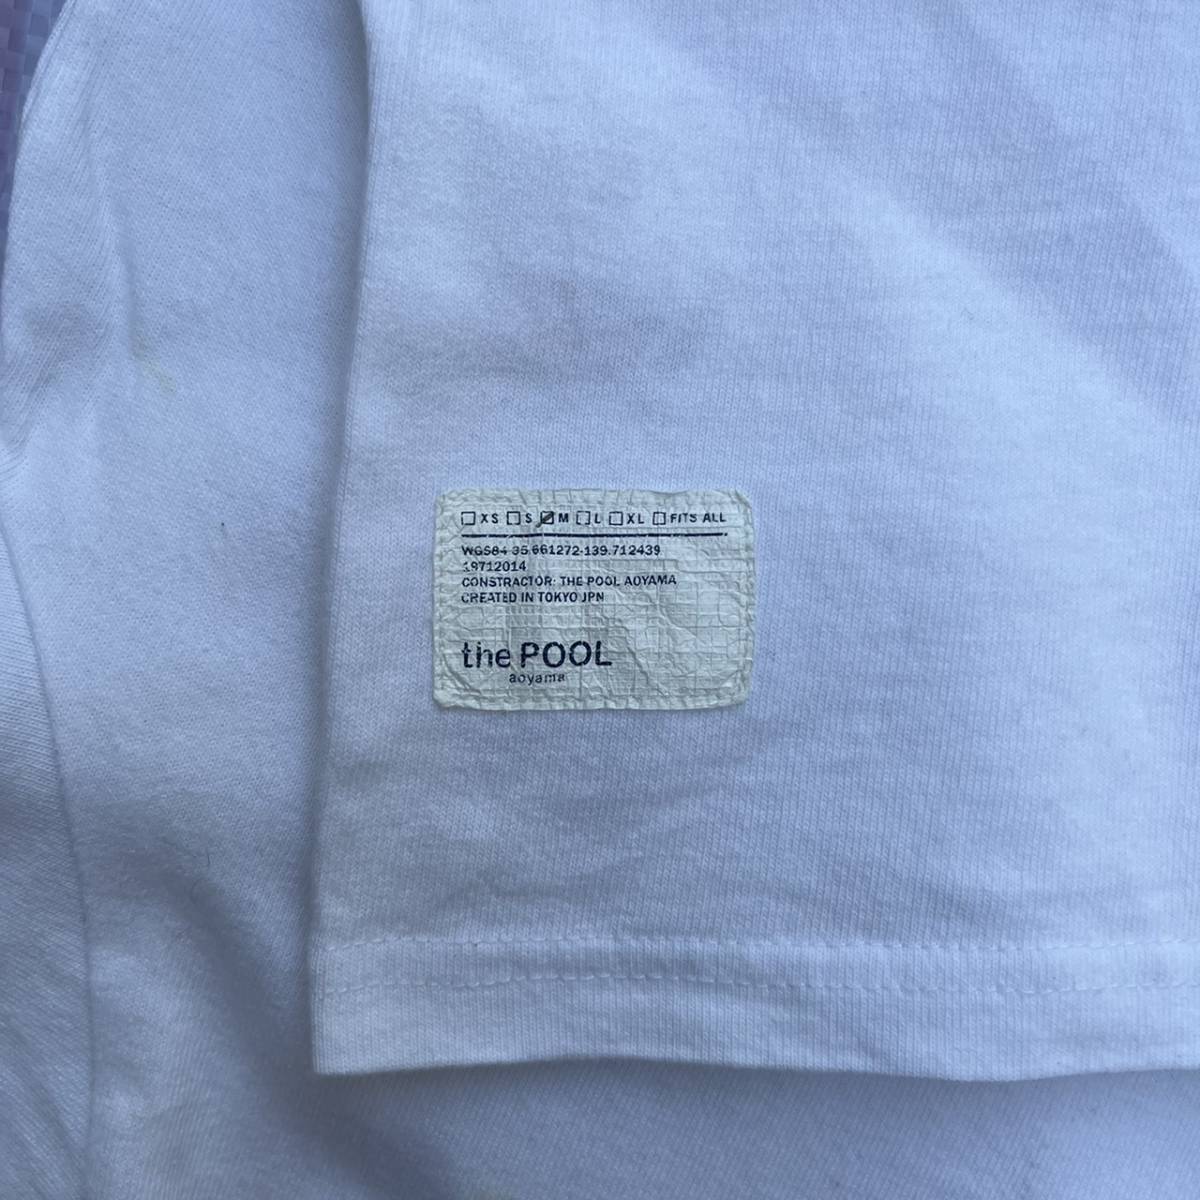 ☐ XS ☐ S ☑ M ☐ L ☐ XL ☐ FITS ALL
WGS84 35.661272-139.712439
19712014
CONSTRACTOR: THE POOL AOYAMA
CREATED IN TOKYO JPN
the POOL
aoyama